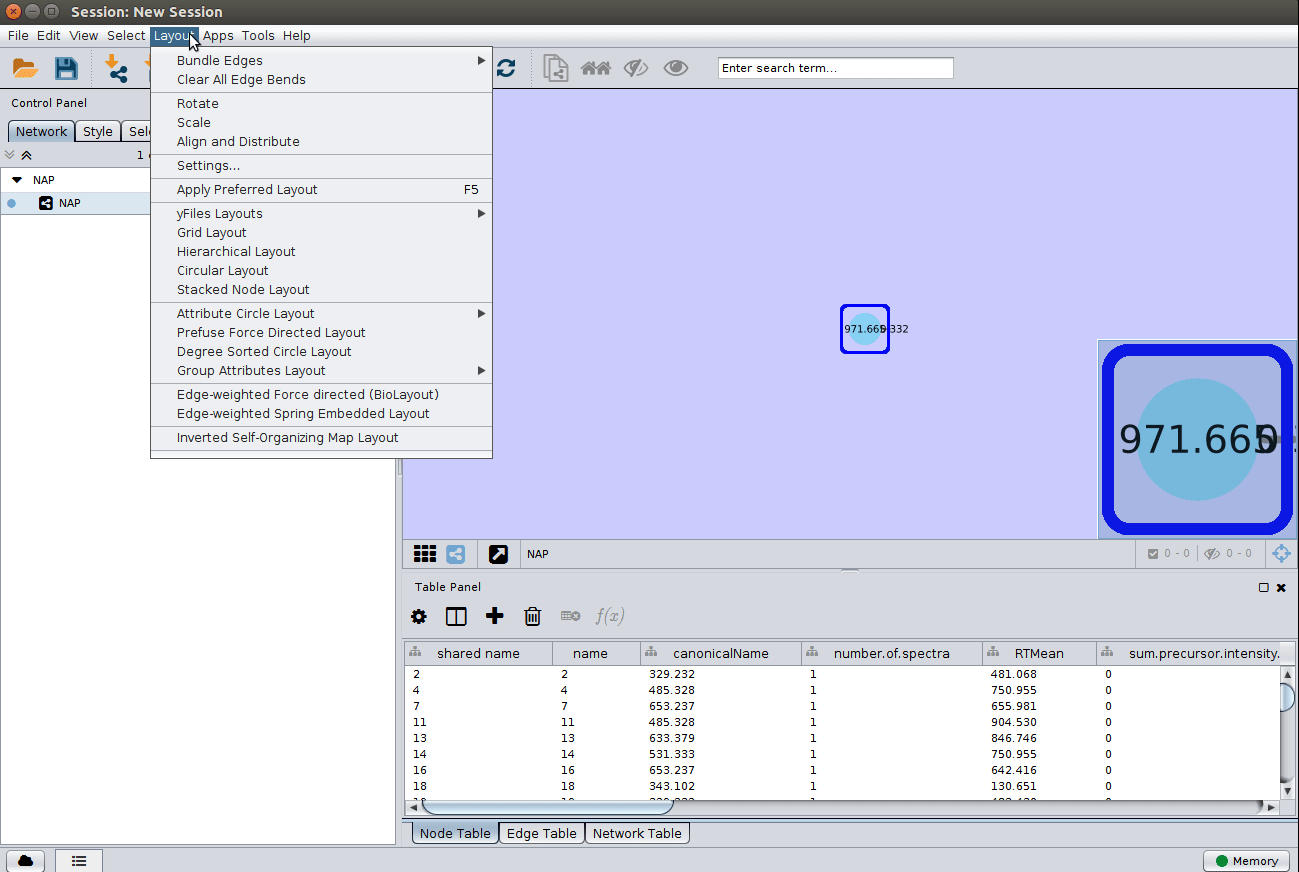 Session: New Session
File Edit View Select Layout Apps Tools Help
Enter search term...
Control Panel
Network Style Sel
1
NAP
NAP
Bundle Edges
Clear All Edge Bends
Rotate
Scale
Align and Distribute
Settings...
Apply Preferred Layout F5
yFiles Layouts
Grid Layout
Hierarchical Layout
Circular Layout
Stacked Node Layout
Attribute Circle Layout
Prefuse Force Directed Layout
Degree Sorted Circle Layout
Group Attributes Layout
Edge-weighted Force directed (BioLayout)
Edge-weighted Spring Embedded Layout
Inverted Self-Organizing Map Layout
971.665
971.665
NAP 0 - 0 0 - 0
Table Panel
f(x)
shared name name canonicalName number.of.spectra RTMean sum.precursor.intensity.
2 2 329.232 1 481.068 0
4 4 485.328 1 750.955 0
7 7 653.237 1 655.981 0
11 11 485.328 1 904.530 0
13 13 633.379 1 846.746 0
14 14 531.333 1 750.955 0
16 16 653.237 1 642.416 0
18 18 343.102 1 130.651 0
Node Table Edge Table Network Table
Memory